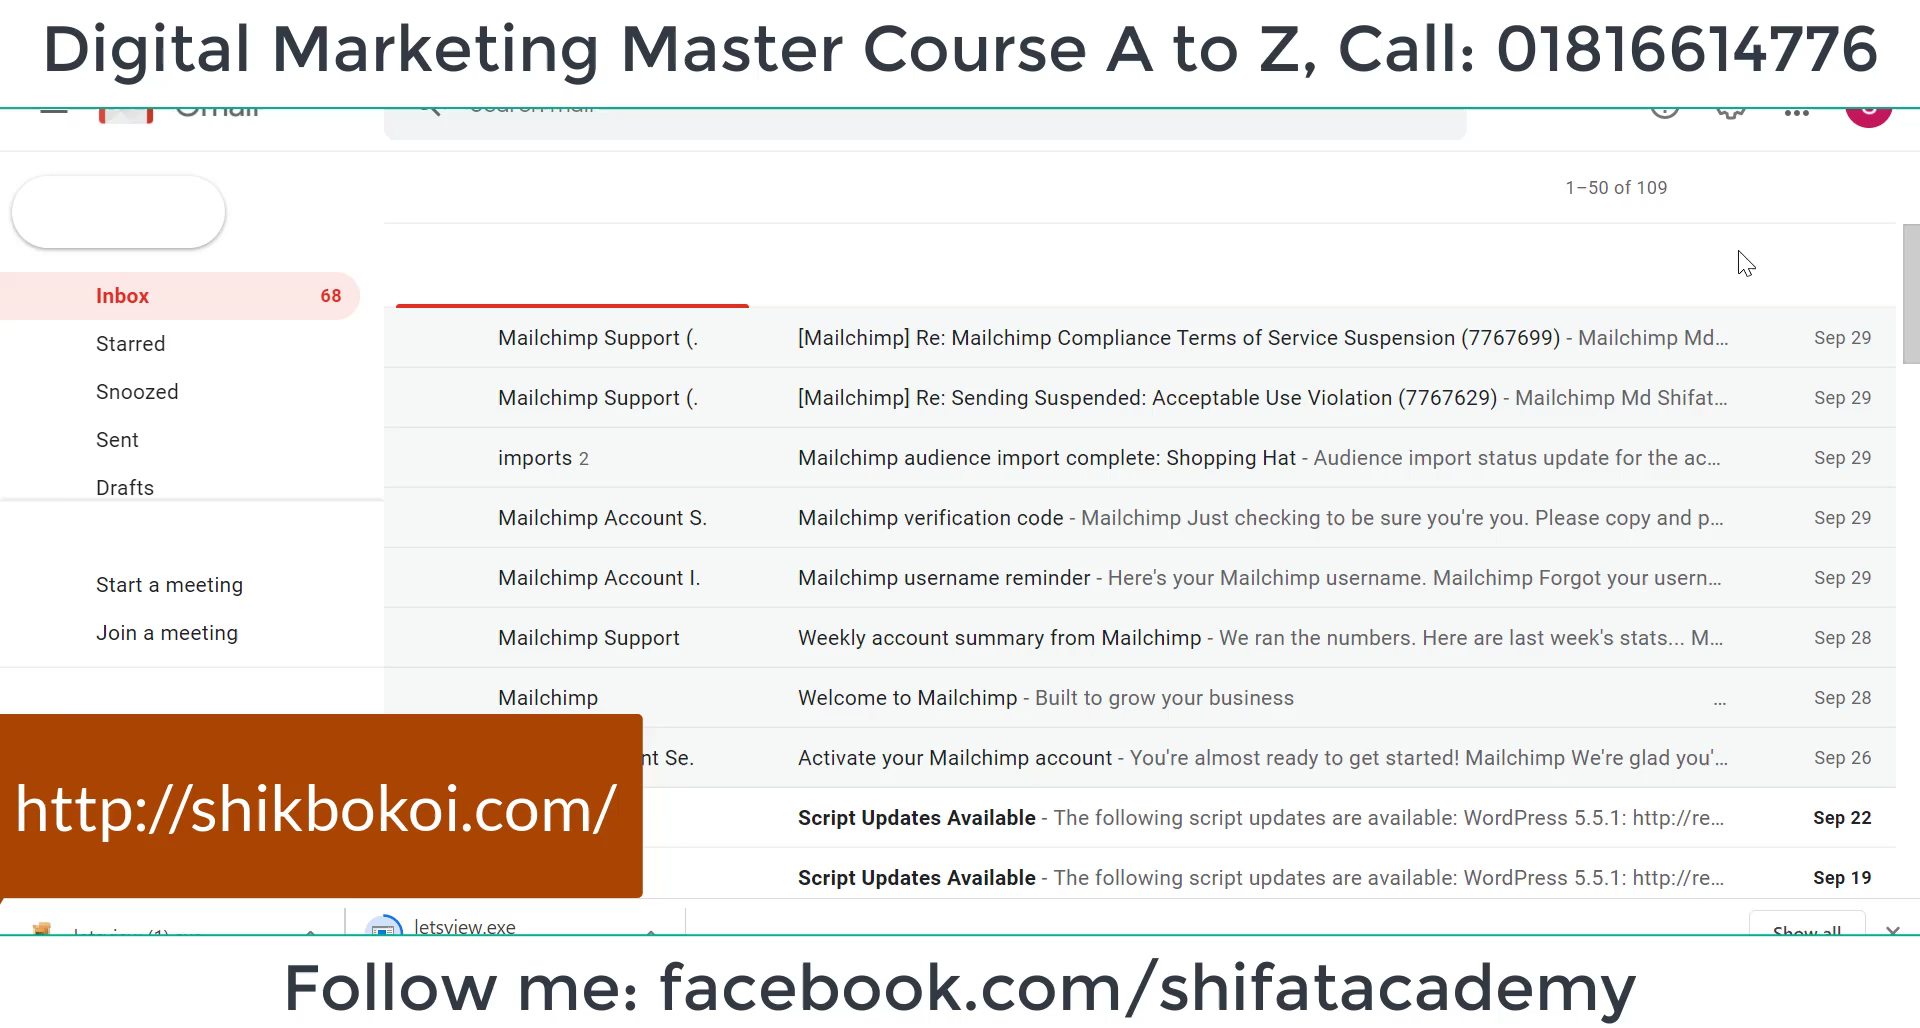 Digital Marketing Master Course A to Z, Call: 01816614776
Gmail Search mail
1–50 of 109
Inbox 68
Starred
Snoozed
Sent
Drafts
Start a meeting
Join a meeting
Mailchimp Support (. [Mailchimp] Re: Mailchimp Compliance Terms of Service Suspension (7767699) - Mailchimp Md... Sep 29
Mailchimp Support (. [Mailchimp] Re: Sending Suspended: Acceptable Use Violation (7767629) - Mailchimp Md Shifat... Sep 29
imports 2 Mailchimp audience import complete: Shopping Hat - Audience import status update for the ac... Sep 29
Mailchimp Account S. Mailchimp verification code - Mailchimp Just checking to be sure you're you. Please copy and p... Sep 29
Mailchimp Account I. Mailchimp username reminder - Here's your Mailchimp username. Mailchimp Forgot your usern... Sep 29
Mailchimp Support Weekly account summary from Mailchimp - We ran the numbers. Here are last week's stats... M... Sep 28
Mailchimp Welcome to Mailchimp - Built to grow your business ... Sep 28
nt Se. Activate your Mailchimp account - You're almost ready to get started! Mailchimp We're glad you'... Sep 26
Script Updates Available - The following script updates are available: WordPress 5.5.1: http://re... Sep 22
Script Updates Available - The following script updates are available: WordPress 5.5.1: http://re... Sep 19
http://shikbokoi.com/
letsview.exe
Show all
Follow me: facebook.com/shifatacademy